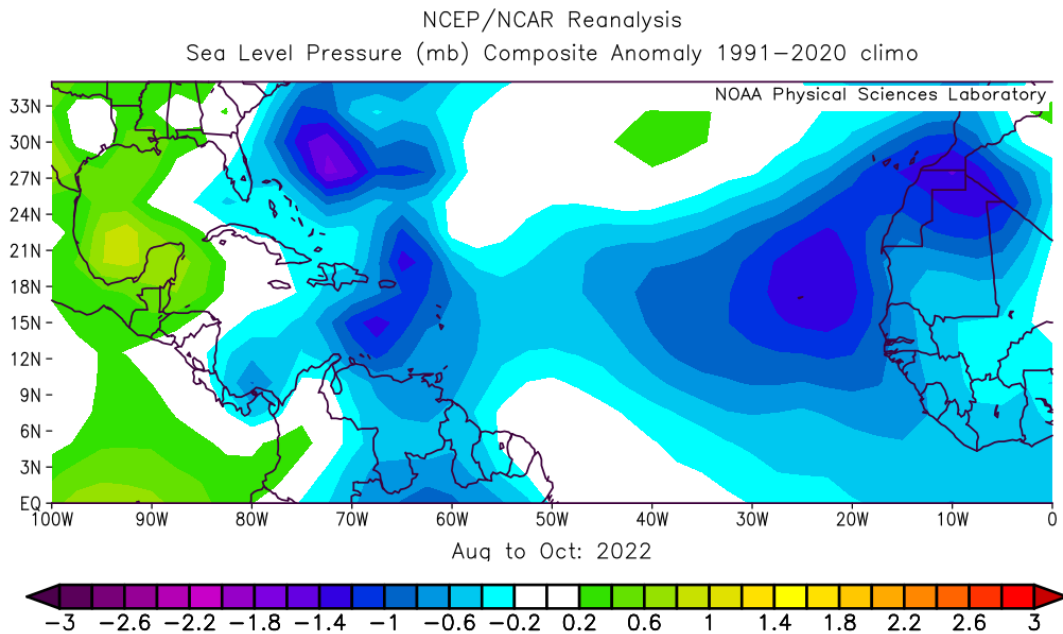 NCEP/NCAR Reanalysis
Sea Level Pressure (mb) Composite Anomaly 1991−2020 climo
NOAA Physical Sciences Laboratory
33N
30N
27N
24N
21N
18N
15N
12N
9N
6N
3N
EQ
100W 90W 80W 70W 60W 50W 40W 30W 20W 10W 0
Aug to Oct: 2022
−3 −2.6 −2.2 −1.8 −1.4 −1 −0.6 −0.2 0.2 0.6 1 1.4 1.8 2.2 2.6 3